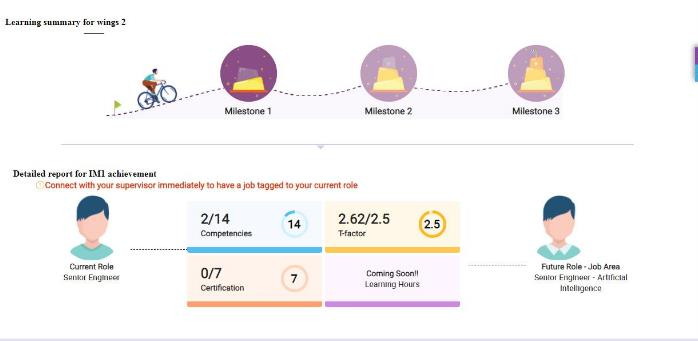 Learning summary for wings 2
Milestone 1
Milestone 2
Milestone 3
Detailed report for IM1 achievement
Connect with your supervisor immediately to have a job tagged to your current role
2/14
Competencies
14
2.62/2.5
T-factor
2.5
0/7
Certification
7
Coming Soon!!
Learning Hours
Current Role
Senior Engineer
Future Role - Job Area
Senior Engineer - Artificial
Intelligence